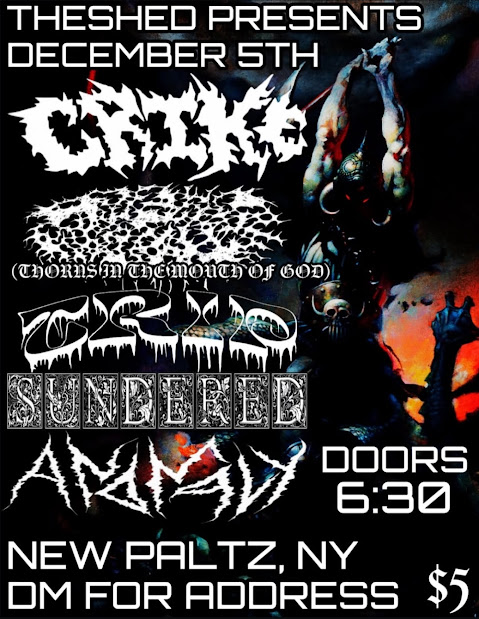 THESHED PRESENTS
DECEMBER 5TH
(THORNS IN THE MOUTH OF GOD)
SUNDERED
ANOMALY
DOORS
6:30
NEW PALTZ, NY
DM FOR ADDRESS
$5